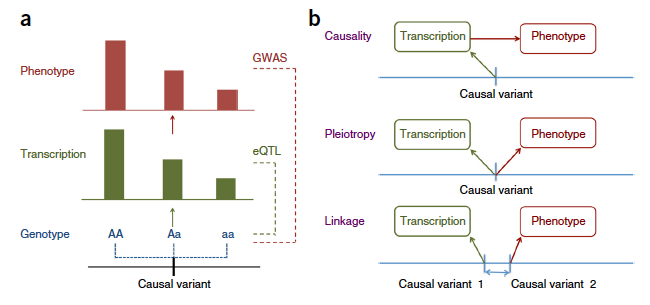 a
GWAS
Phenotype
Transcription
eQTL
Genotype AA Aa aa
Causal variant
b
Causality Transcription Phenotype
Causal variant
Pleiotropy Transcription Phenotype
Causal variant
Linkage Transcription Phenotype
Causal variant 1 Causal variant 2